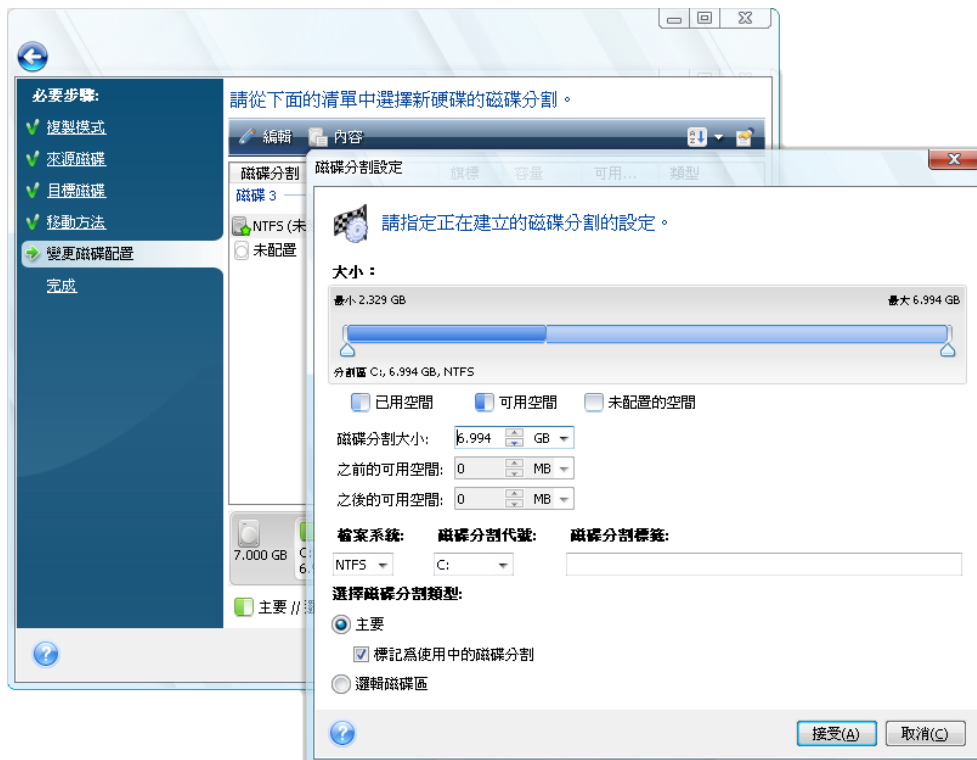 必要步驟:
複製模式
來源磁碟
目標磁碟
移動方法
變更磁碟配置
完成
請從下面的清單中選擇新硬碟的磁碟分割。
編輯 內容
磁碟分割 旗標 容量 可用... 類型
磁碟 3
NTFS (未
未配置
7.000 GB C:
6.
主要 //
磁碟分割設定
請指定正在建立的磁碟分割的設定。
大小：
最小 2.329 GB 最大 6.994 GB
分割區 C:, 6.994 GB, NTFS
已用空間 可用空間 未配置的空間
磁碟分割大小: 6.994 GB
之前的可用空間: 0 MB
之後的可用空間: 0 MB
檔案系統: 磁碟分割代號: 磁碟分割標籤:
NTFS C:
選擇磁碟分割類型:
主要
標記為使用中的磁碟分割
邏輯磁碟區
接受(A) 取消(C)